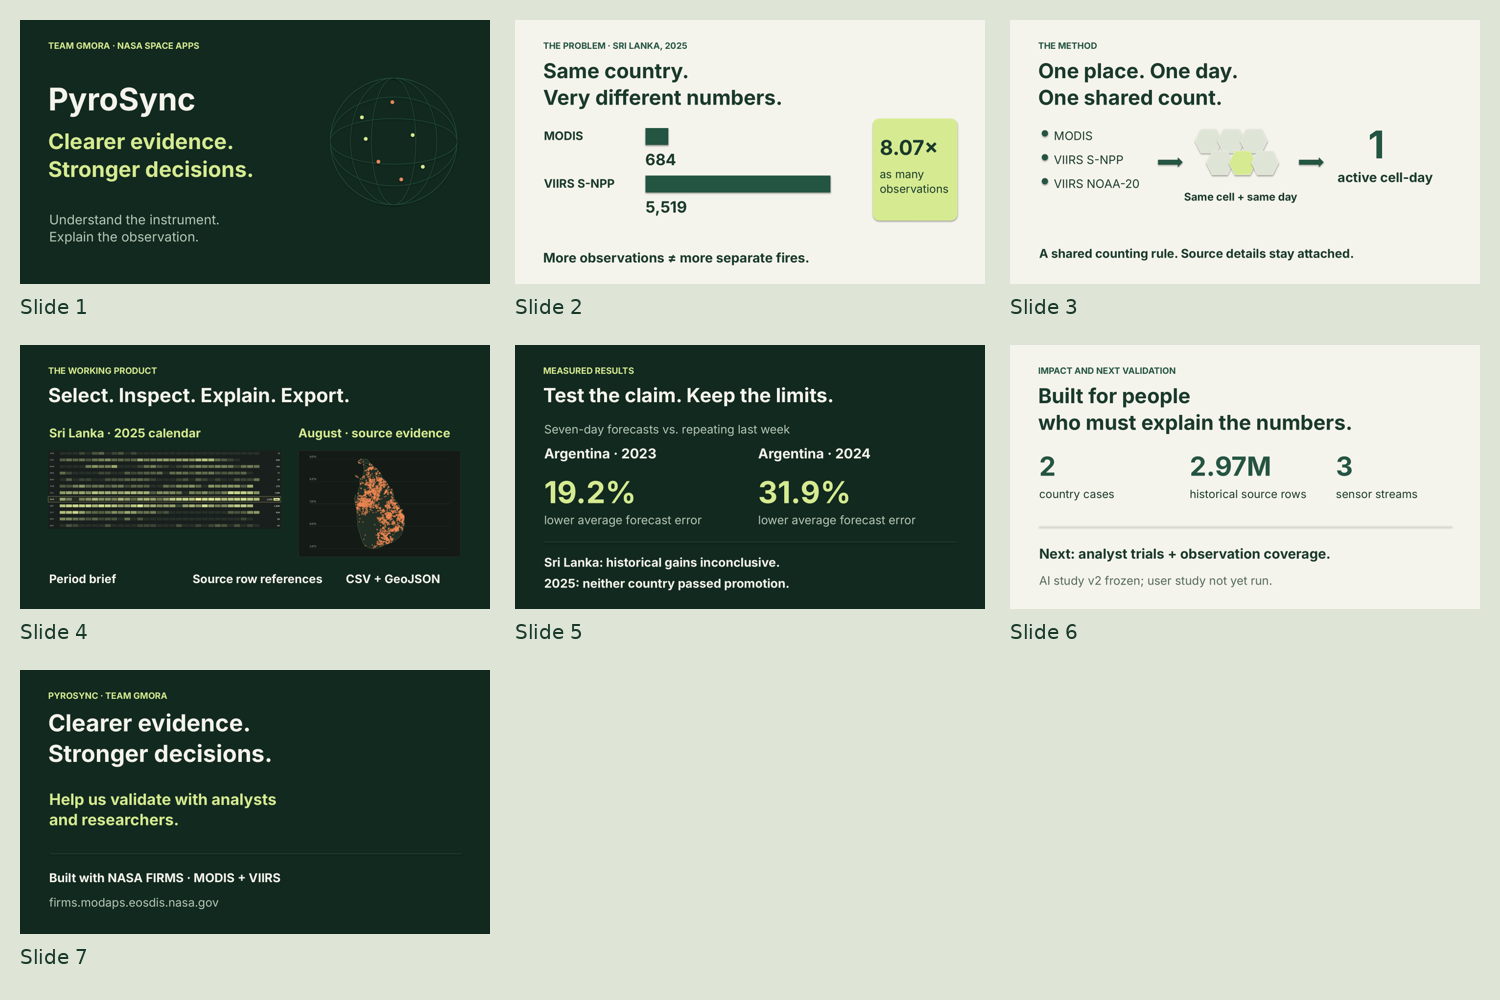 TEAM GMORA · NASA SPACE APPS
PyroSync
Clearer evidence.
Stronger decisions.
Understand the instrument.
Explain the observation.
Slide 1
THE PROBLEM · SRI LANKA, 2025
Same country.
Very different numbers.
MODIS
684
VIIRS S-NPP
5,519
8.07×
as many
observations
More observations ≠ more separate fires.
Slide 2
THE METHOD
One place. One day.
One shared count.
MODIS
VIIRS S-NPP
VIIRS NOAA-20
Same cell + same day
1
active cell-day
A shared counting rule. Source details stay attached.
Slide 3
THE WORKING PRODUCT
Select. Inspect. Explain. Export.
Sri Lanka · 2025 calendar
August · source evidence
Period brief
Source row references
CSV + GeoJSON
Slide 4
MEASURED RESULTS
Test the claim. Keep the limits.
Seven-day forecasts vs. repeating last week
Argentina · 2023
19.2%
lower average forecast error
Argentina · 2024
31.9%
lower average forecast error
Sri Lanka: historical gains inconclusive.
2025: neither country passed promotion.
Slide 5
IMPACT AND NEXT VALIDATION
Built for people
who must explain the numbers.
2
country cases
2.97M
historical source rows
3
sensor streams
Next: analyst trials + observation coverage.
AI study v2 frozen; user study not yet run.
Slide 6
PYROSYNC · TEAM GMORA
Clearer evidence.
Stronger decisions.
Help us validate with analysts
and researchers.
Built with NASA FIRMS · MODIS + VIIRS
firms.modaps.eosdis.nasa.gov
Slide 7